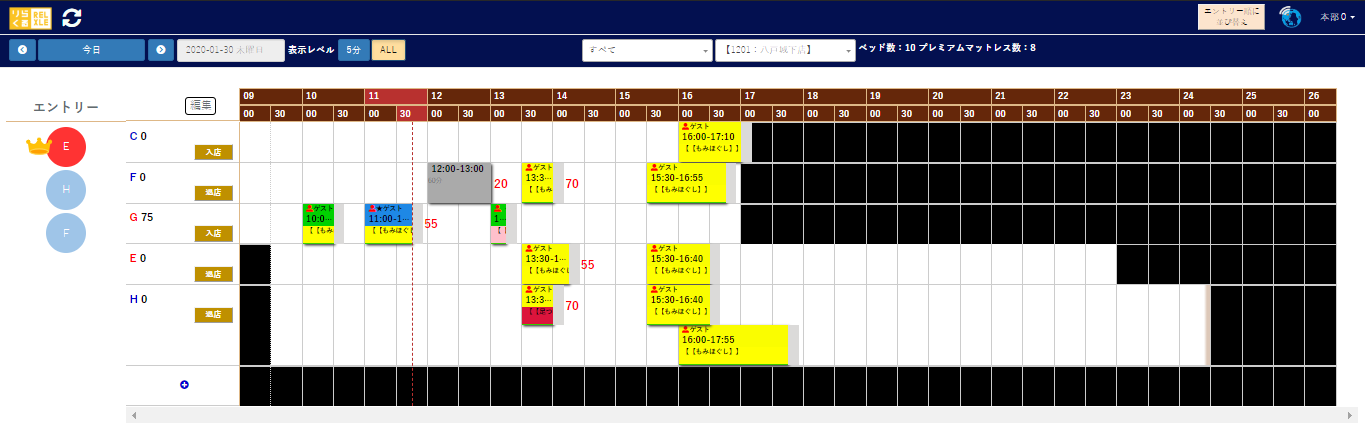 りらくる RELXLE
エントリー順に
並び替え
本部0
今日
2020-01-30 木曜日
表示レベル
5分
ALL
すべて
【1201：八戸城下店】
ベッド数：10 プレミアムマットレス数：8
エントリー
編集
09 10 11 12 13 14 15 16 17 18 19 20 21 22 23 24 25 26
00 30 00 30 00 30 00 30 00 30 00 30 00 30 00 30 00 30 00 30 00 30 00 30 00 30 00 30 00 30 00 30 00 30 00
E
H
F
C 0
入店
ゲスト
16:00-17:10
【【もみほぐし】】
F 0
退店
12:00-13:00
60分
20
ゲスト
13:3…
【【もみ
70
ゲスト
15:30-16:55
【【もみほぐし】】
G 75
入店
ゲスト
10:0…
【【もみ
★ゲスト
11:00-1…
【【もみほぐ
55
1…
【【
E 0
退店
ゲスト
13:30-1…
【【もみほぐし
55
ゲスト
15:30-16:40
【【もみほぐし】】
H 0
退店
ゲスト
13:3…
【【足つ
70
ゲスト
15:30-16:40
【【もみほぐし】】
ゲスト
16:00-17:55
【【もみほぐし】】